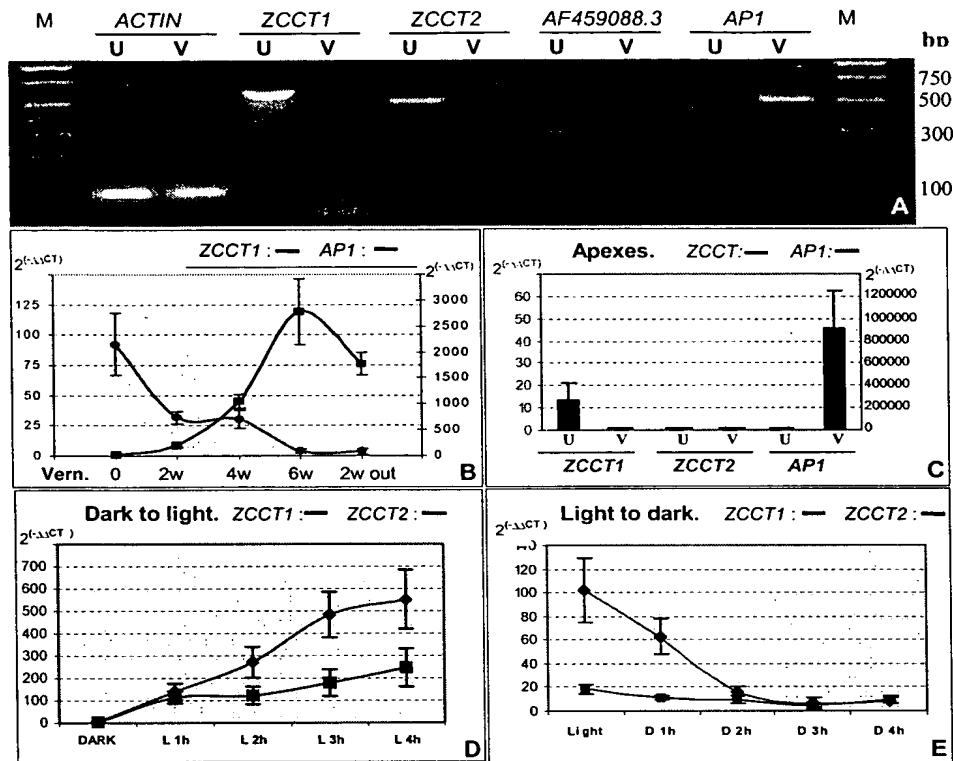 M ACTIN ZCCT1 ZCCT2 AF459088.3 AP1 M
U V U V U V U V U V bp
750
500
300
100
A
ZCCT1 : AP1 :
2^(-ΔΔCT) 2^(-ΔΔCT)
125 3000
100 2500
75 2000
50 1500
25 1000
0 500
0
Vern. 0 2w 4w 6w 2w out B
Apexes. ZCCT: AP1:
2^(-ΔΔCT) 2^(-ΔΔCT)
60 1200000
50 1000000
40 800000
30 600000
20 400000
10 200000
0 0
U V U V U V
ZCCT1 ZCCT2 AP1 C
Dark to light. ZCCT1 : ZCCT2 :
2^(-ΔΔCT)
700
600
500
400
300
200
100
0
DARK L 1h L 2h L 3h L 4h D
Light to dark. ZCCT1 : ZCCT2 :
2^(-ΔΔCT)
120
100
80
60
40
20
0
Light D 1h D 2h D 3h D 4h E